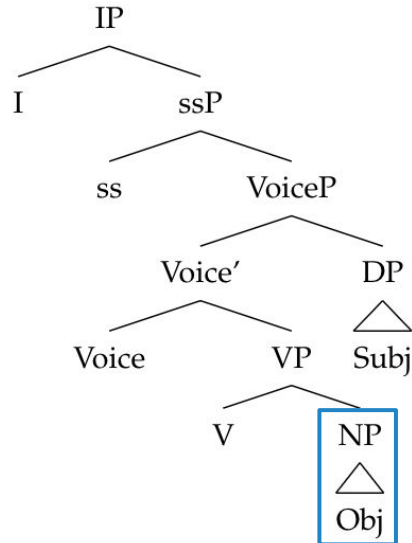 IP
I ssP
ss VoiceP
Voice′ DP
Voice VP Subj
V NP
Obj